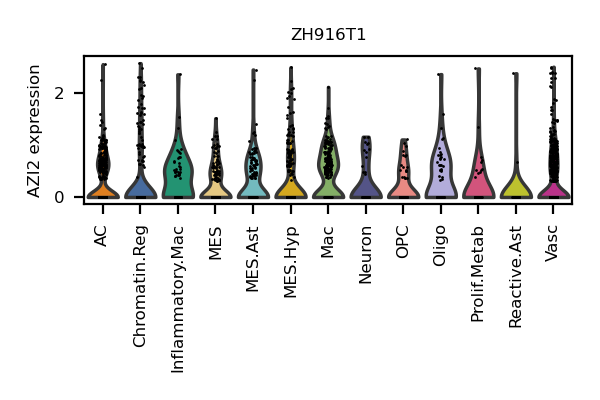 ZH916T1
AZI2 expression
2
0
AC
Chromatin.Reg
Inflammatory.Mac
MES
MES.Ast
MES.Hyp
Mac
Neuron
OPC
Oligo
Prolif.Metab
Reactive.Ast
Vasc